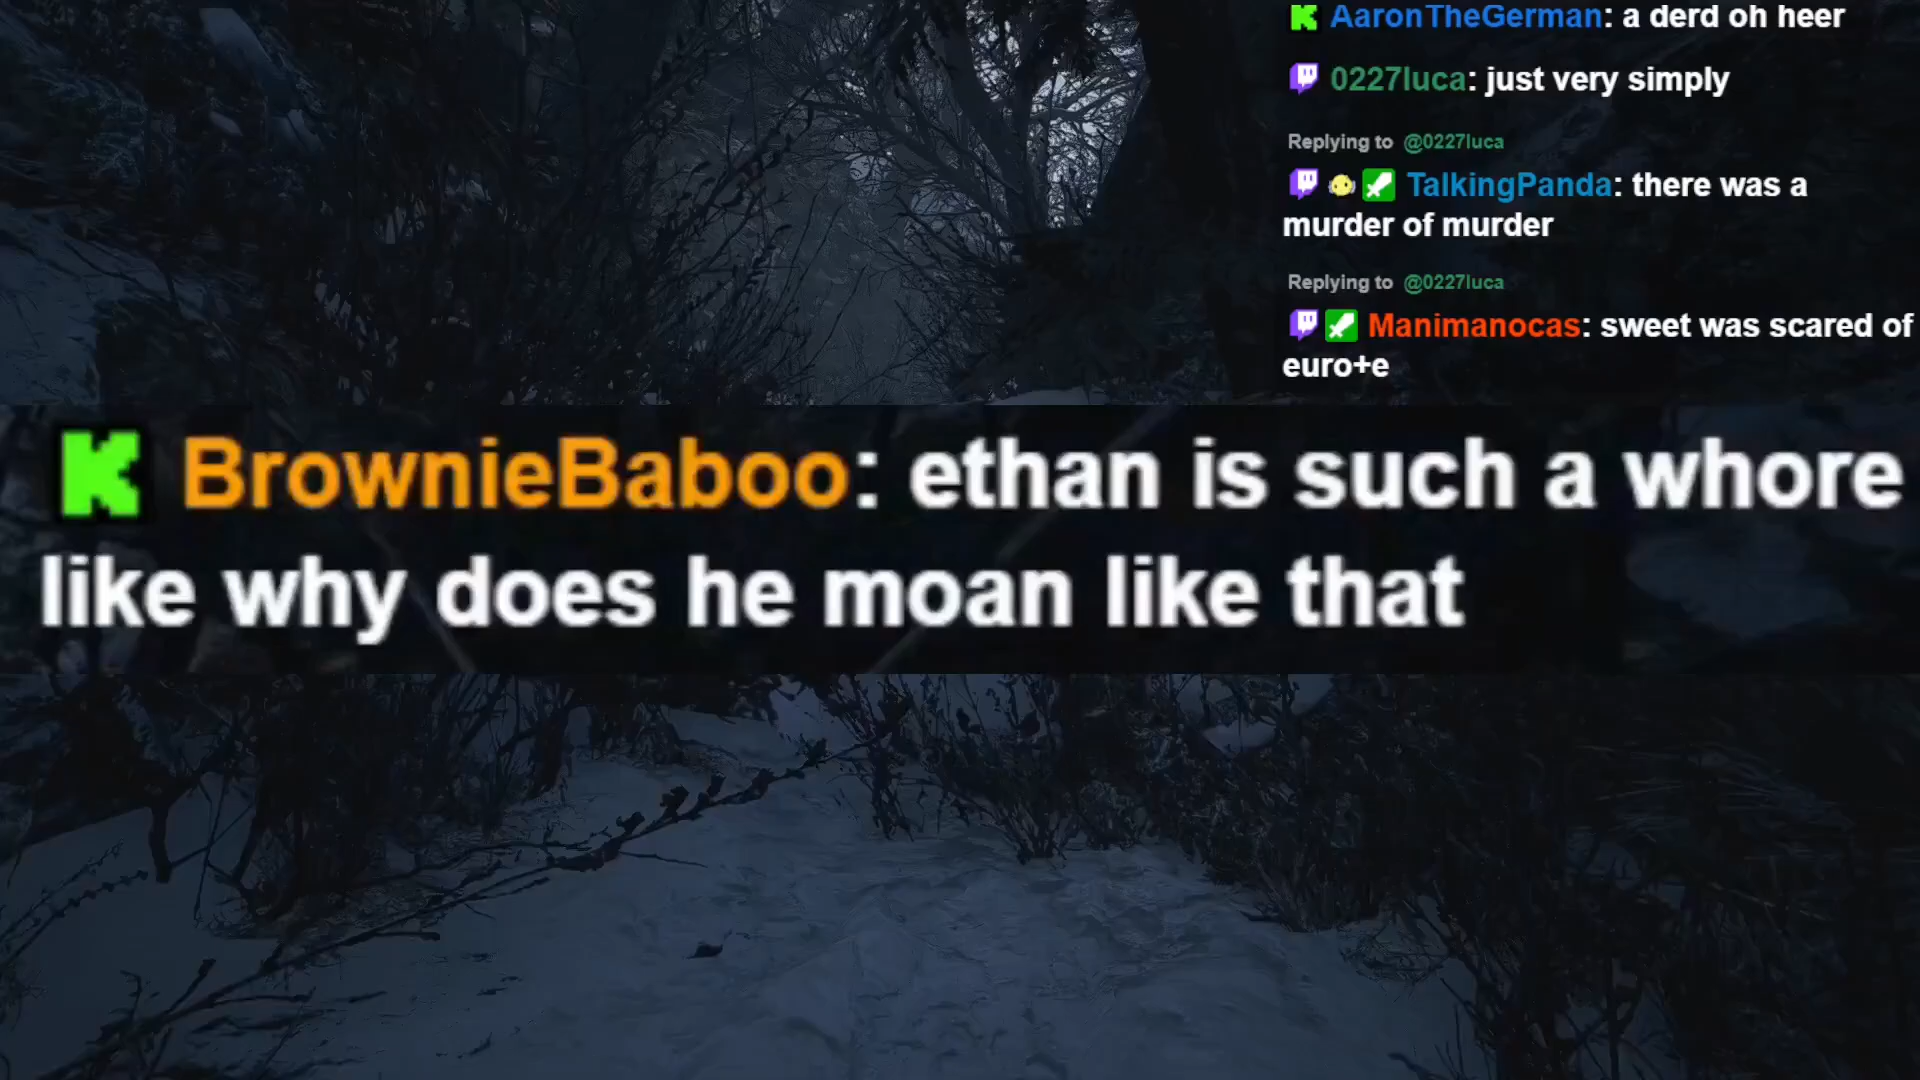 AaronTheGerman: a derd oh heer
0227luca: just very simply
Replying to @0227luca
TalkingPanda: there was a
murder of murder
Replying to @0227luca
Manimanocas: sweet was scared of
euro+e
BrownieBaboo: ethan is such a whore
like why does he moan like that